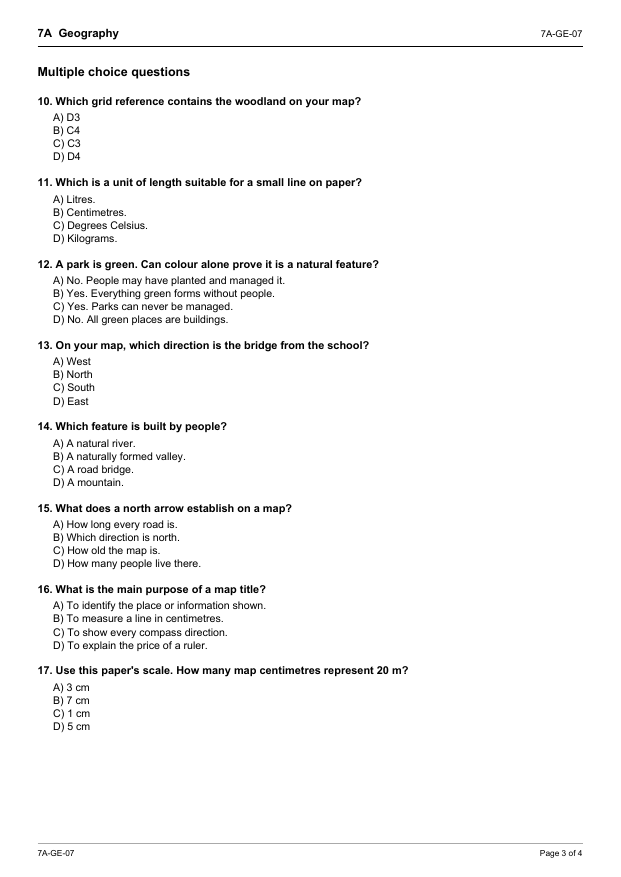 7A Geography
7A-GE-07
Multiple choice questions
10. Which grid reference contains the woodland on your map?
A) D3
B) C4
C) C3
D) D4
11. Which is a unit of length suitable for a small line on paper?
A) Litres.
B) Centimetres.
C) Degrees Celsius.
D) Kilograms.
12. A park is green. Can colour alone prove it is a natural feature?
A) No. People may have planted and managed it.
B) Yes. Everything green forms without people.
C) Yes. Parks can never be managed.
D) No. All green places are buildings.
13. On your map, which direction is the bridge from the school?
A) West
B) North
C) South
D) East
14. Which feature is built by people?
A) A natural river.
B) A naturally formed valley.
C) A road bridge.
D) A mountain.
15. What does a north arrow establish on a map?
A) How long every road is.
B) Which direction is north.
C) How old the map is.
D) How many people live there.
16. What is the main purpose of a map title?
A) To identify the place or information shown.
B) To measure a line in centimetres.
C) To show every compass direction.
D) To explain the price of a ruler.
17. Use this paper's scale. How many map centimetres represent 20 m?
A) 3 cm
B) 7 cm
C) 1 cm
D) 5 cm
7A-GE-07
Page 3 of 4